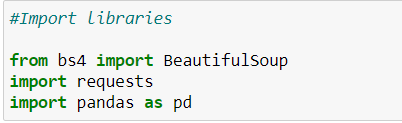 #Import libraries
from bs4 import BeautifulSoup
import requests
import pandas as pd